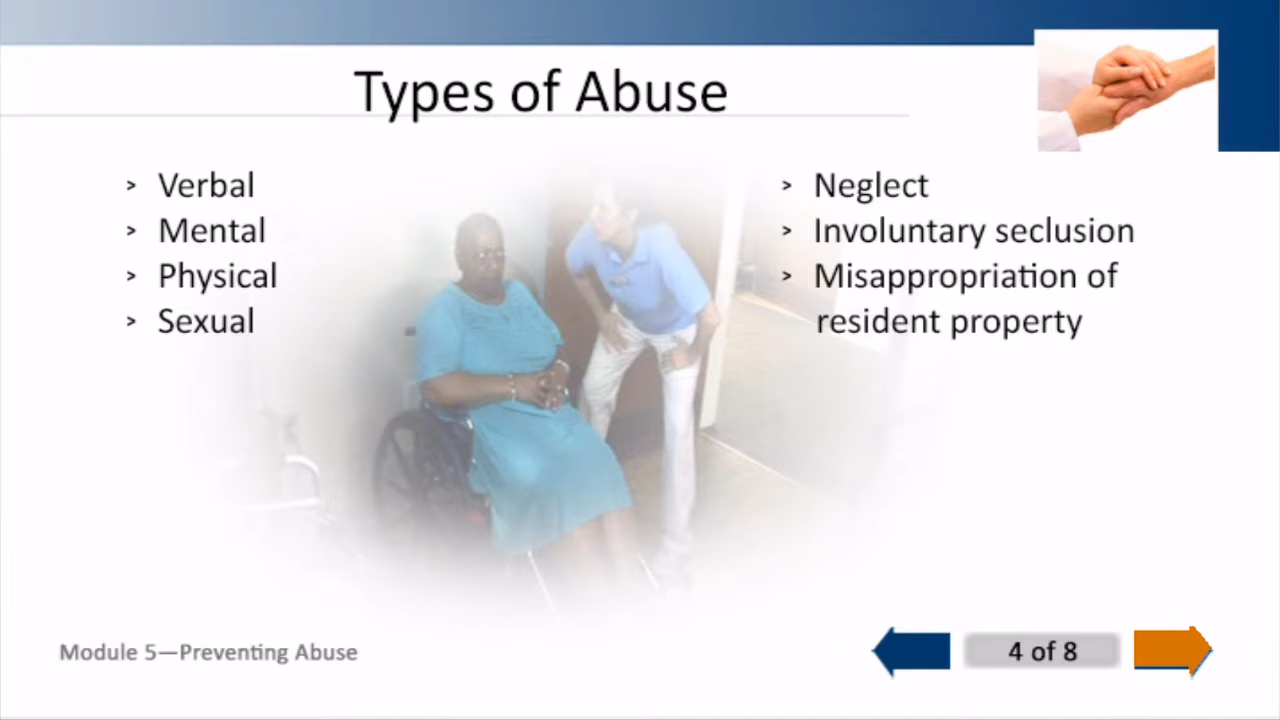 Types of Abuse
> Verbal
> Mental
> Physical
> Sexual
> Neglect
> Involuntary seclusion
> Misappropriation of
resident property
Module 5—Preventing Abuse
4 of 8